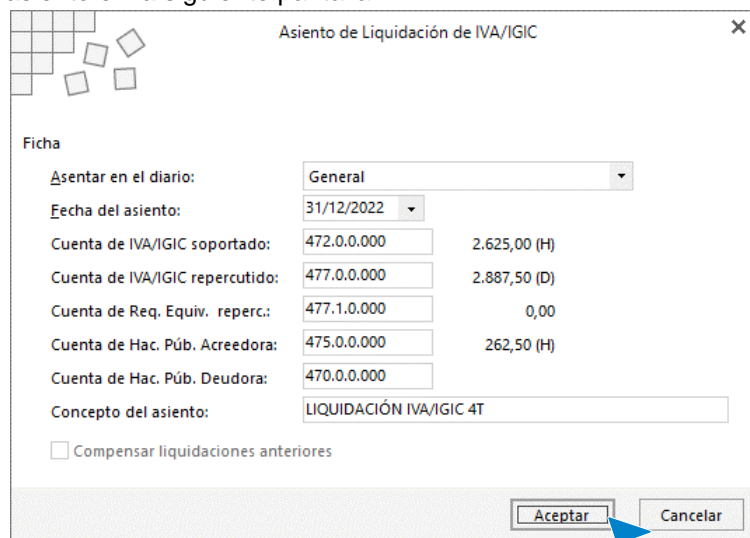 Asiento de Liquidación de IVA/IGIC
Ficha
Asentar en el diario: General
Fecha del asiento: 31/12/2022
Cuenta de IVA/IGIC soportado: 472.0.0.000 2.625,00 (H)
Cuenta de IVA/IGIC repercutido: 477.0.0.000 2.887,50 (D)
Cuenta de Req. Equiv. reperc.: 477.1.0.000 0,00
Cuenta de Hac. Púb. Acreedora: 475.0.0.000 262,50 (H)
Cuenta de Hac. Púb. Deudora: 470.0.0.000
Concepto del asiento: LIQUIDACIÓN IVA/IGIC 4T
Compensar liquidaciones anteriores
Aceptar Cancelar